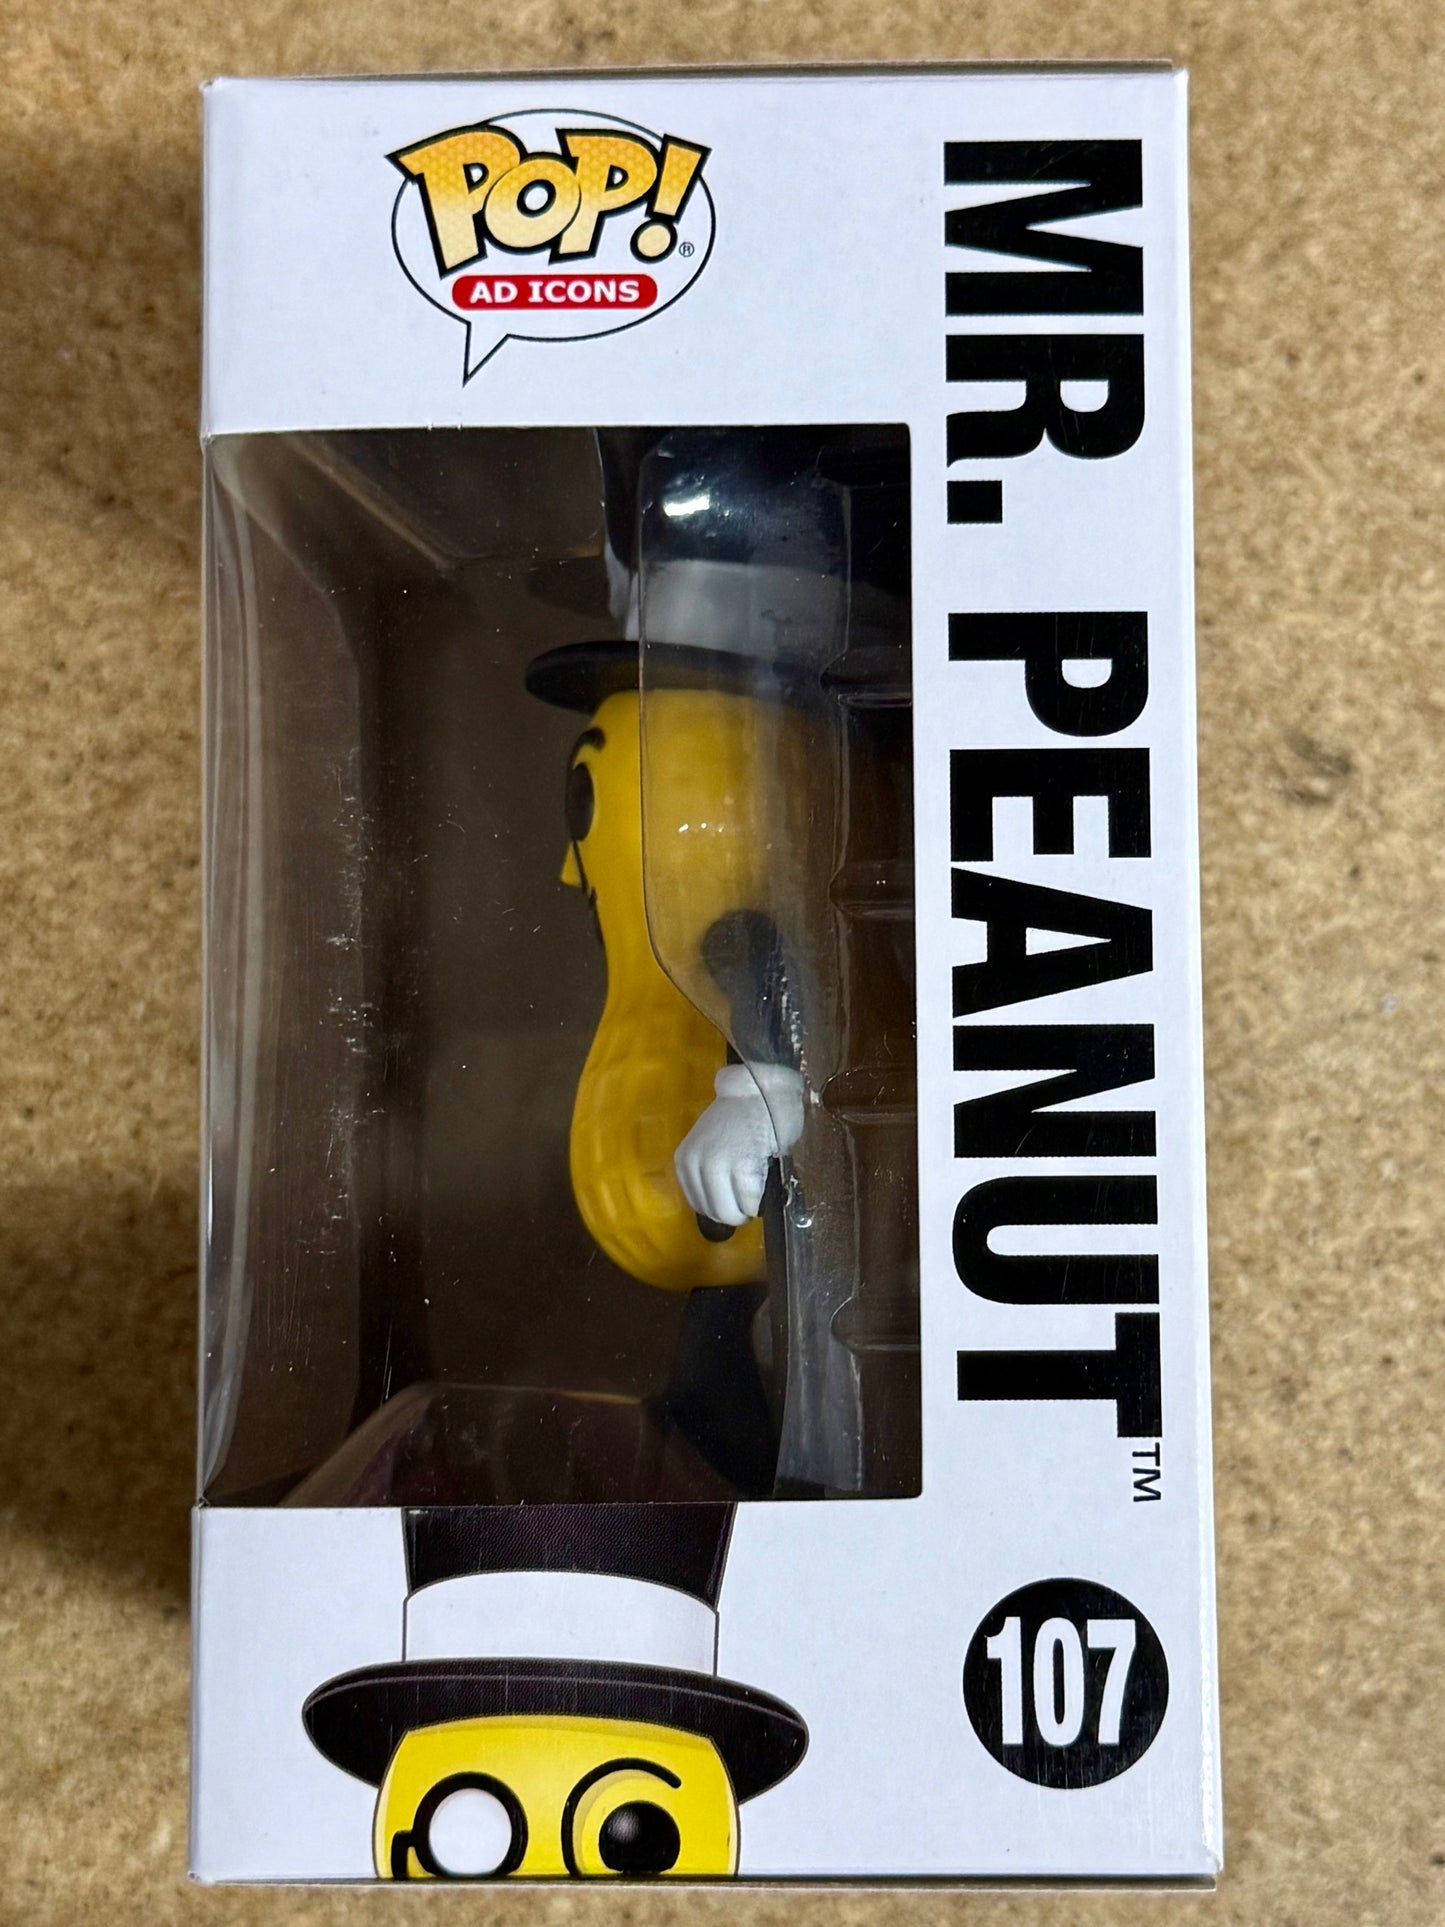 POP!®
AD ICONS
MR. PEANUT™
107